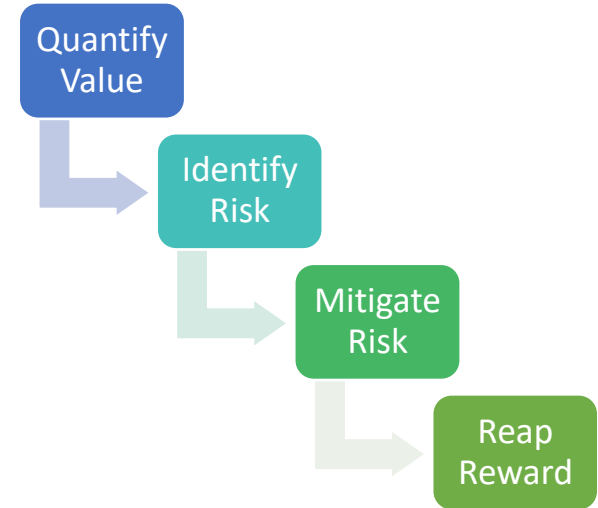 Quantify
Value
Identify
Risk
Mitigate
Risk
Reap
Reward